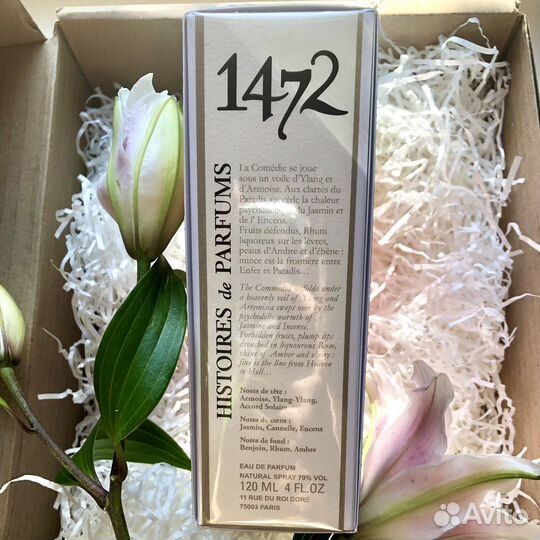 1472
HISTOIRES de PARFUMS
La Comédie se joue
sous un voile d'Ylang et
d'Armoise. Aux clartés du
Paradis succède la chaleur
psychédélique du Jasmin et
de l'Encens.
Fruits défendus, Rhum
liquoreux sur les lèvres,
peaux d'Ambre et d'ébène :
mince est la frontière entre
Enfer et Paradis…
The Commedia unfolds under
a heavenly veil of Ylang and
Artemisia swept over by the
psychedelic warmth of
Jasmine and Incense.
Forbidden fruits, plump lips
drenched in liquourous Rum,
skins of Amber and ebony :
fine is the line from Heaven
to Hell…
Notes de tête :
Armoise, Ylang-Ylang,
Accord Solaire
Notes de cœur :
Jasmin, Cannelle, Encens
Notes de fond :
Benjoin, Rhum, Ambre
EAU DE PARFUM
NATURAL SPRAY 79% VOL
120 ML 4 FL.OZ
11 RUE DU ROI DORÉ
75003 PARIS
Avito